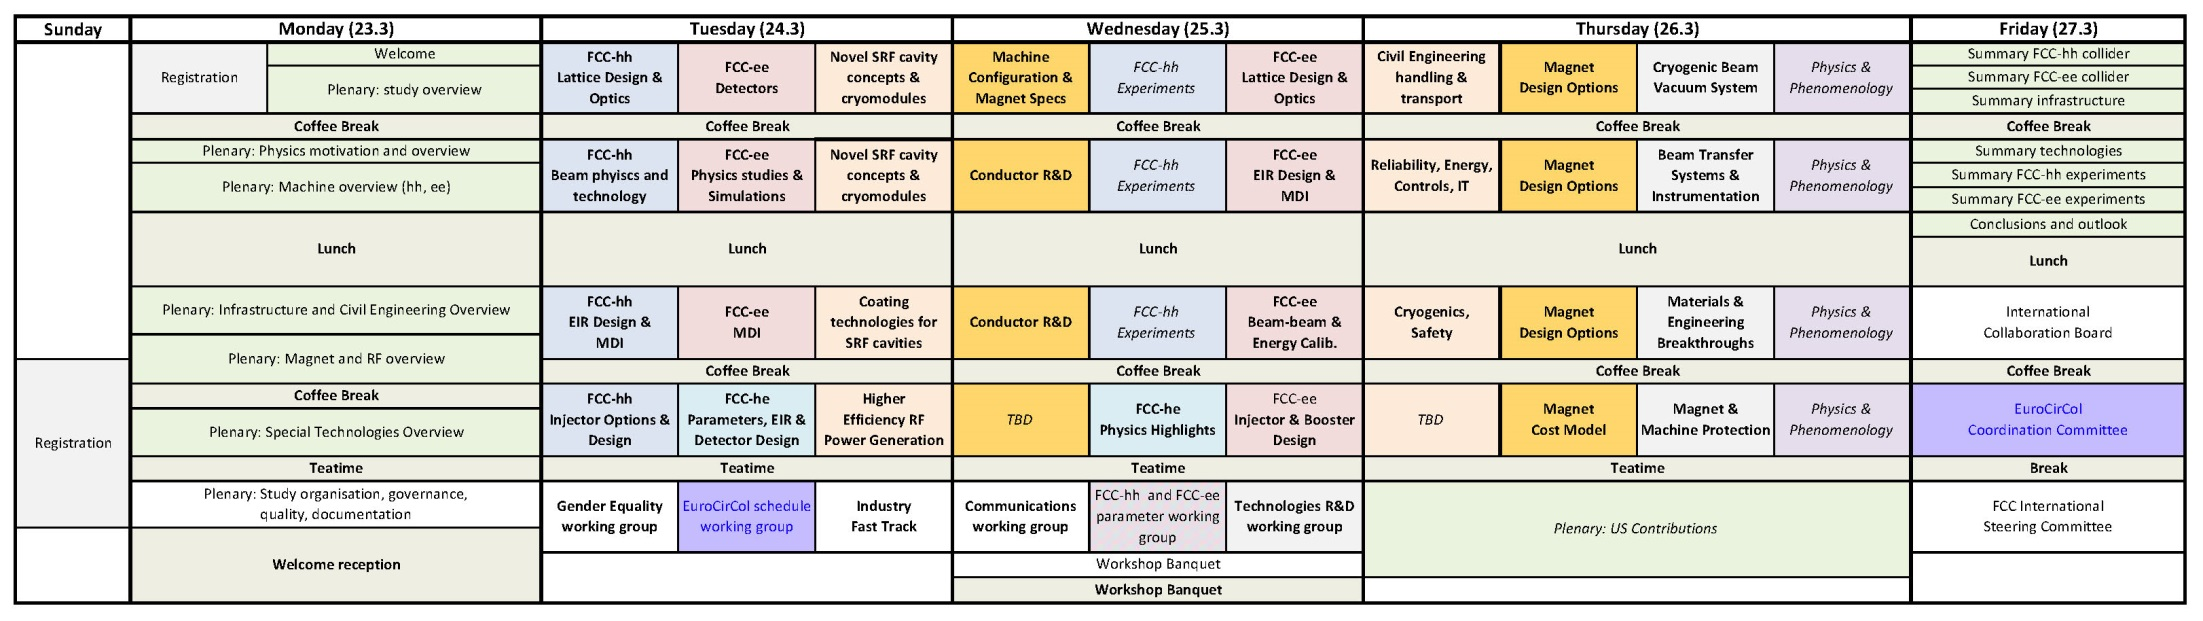 Sunday
Monday (23.3)
Tuesday (24.3)
Wednesday (25.3)
Thursday (26.3)
Friday (27.3)
Registration
Welcome
Plenary: study overview
FCC-hh
Lattice Design &
Optics
FCC-ee
Detectors
Novel SRF cavity
concepts &
cryomodules
Machine
Configuration &
Magnet Specs
FCC-hh
Experiments
FCC-ee
Lattice Design &
Optics
Civil Engineering
handling &
transport
Magnet
Design Options
Cryogenic Beam
Vacuum System
Physics &
Phenomenology
Summary FCC-hh collider
Summary FCC-ee collider
Summary infrastructure
Coffee Break
Coffee Break
Coffee Break
Coffee Break
Coffee Break
Plenary: Physics motivation and overview
Plenary: Machine overview (hh, ee)
FCC-hh
Beam phyiscs and
technology
FCC-ee
Physics studies &
Simulations
Novel SRF cavity
concepts &
cryomodules
Conductor R&D
FCC-hh
Experiments
FCC-ee
EIR Design &
MDI
Reliability, Energy,
Controls, IT
Magnet
Design Options
Beam Transfer
Systems &
Instrumentation
Physics &
Phenomenology
Summary technologies
Summary FCC-hh experiments
Summary FCC-ee experiments
Lunch
Lunch
Lunch
Lunch
Conclusions and outlook
Lunch
Plenary: Infrastructure and Civil Engineering Overview
Plenary: Magnet and RF overview
FCC-hh
EIR Design &
MDI
FCC-ee
MDI
Coating
technologies for
SRF cavities
Conductor R&D
FCC-hh
Experiments
FCC-ee
Beam-beam &
Energy Calib.
Cryogenics,
Safety
Magnet
Design Options
Materials &
Engineering
Breakthroughs
Physics &
Phenomenology
International
Collaboration Board
Coffee Break
Coffee Break
Coffee Break
Coffee Break
Registration
Coffee Break
Plenary: Special Technologies Overview
FCC-hh
Injector Options &
Design
FCC-he
Parameters, EIR &
Detector Design
Higher
Efficiency RF
Power Generation
TBD
FCC-he
Physics Highlights
FCC-ee
Injector & Booster
Design
TBD
Magnet
Cost Model
Magnet &
Machine Protection
Physics &
Phenomenology
EuroCirCol
Coordination Committee
Teatime
Teatime
Teatime
Teatime
Break
Plenary: Study organisation, governance,
quality, documentation
Gender Equality
working group
EuroCirCol schedule
working group
Industry
Fast Track
Communications
working group
FCC-hh and FCC-ee
parameter working
group
Technologies R&D
working group
Plenary: US Contributions
FCC International
Steering Committee
Welcome reception
Workshop Banquet
Workshop Banquet